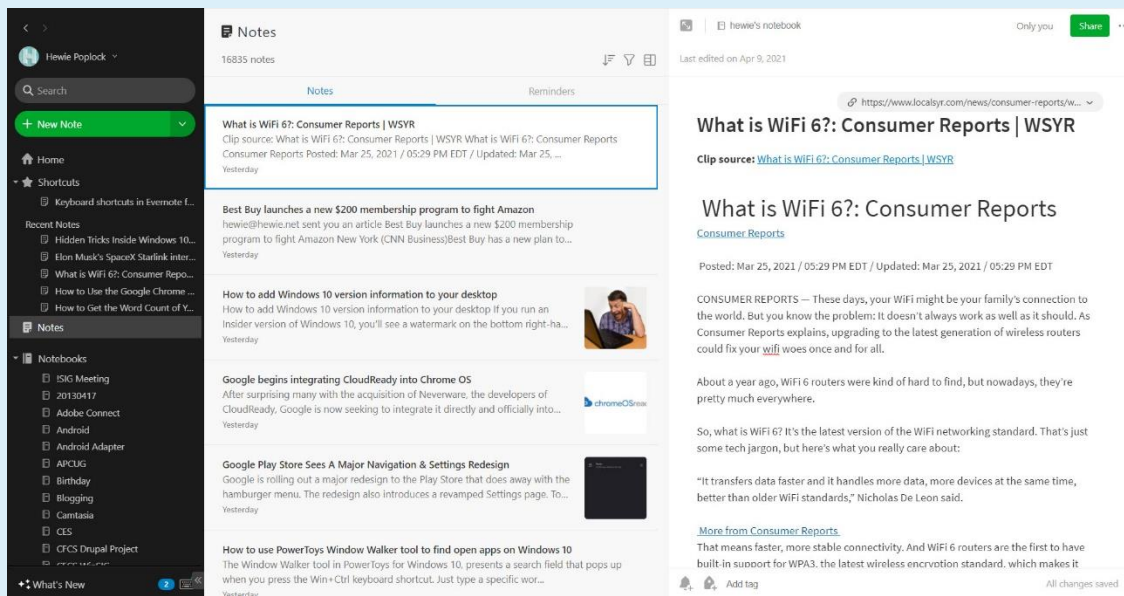 Hewie Poplock
Search
+ New Note
Home
Shortcuts
Keyboard shortcuts in Evernote f...
Recent Notes
Hidden Tricks Inside Windows 10...
Elon Musk's SpaceX Starlink inter...
What is WiFi 6?: Consumer Repo...
How to Use the Google Chrome ...
How to Get the Word Count of Y...
Notes
Notebooks
!SIG Meeting
20130417
Adobe Connect
Android
Android Adapter
APCUG
Birthday
Blogging
Camtasia
CES
CFCS Drupal Project
What's New
2
Notes
16835 notes
Notes
Reminders
What is WiFi 6?: Consumer Reports | WSYR
Clip source: What is WiFi 6?: Consumer Reports | WSYR What is WiFi 6?: Consumer Reports
Consumer Reports Posted: Mar 25, 2021 / 05:29 PM EDT / Updated: Mar 25, ...
Yesterday
Best Buy launches a new $200 membership program to fight Amazon
hewie@hewie.net sent you an article Best Buy launches a new $200 membership
program to fight Amazon New York (CNN Business)Best Buy has a new plan to...
Yesterday
How to add Windows 10 version information to your desktop
How to add Windows 10 version information to your desktop If you run an
Insider version of Windows 10, you'll see a watermark on the bottom right-ha...
Yesterday
Google begins integrating CloudReady into Chrome OS
After surprising many with the acquisition of Neverware, the developers of
CloudReady, Google is now seeking to integrate it directly and officially into...
Yesterday
chromeOSrea
Google Play Store Sees A Major Navigation & Settings Redesign
Google is rolling out a major redesign to the Play Store that does away with the
hamburger menu. The redesign also introduces a revamped Settings page. To...
Yesterday
How to use PowerToys Window Walker tool to find open apps on Windows 10
The Window Walker tool in PowerToys for Windows 10, presents a search field that pops up
when you press the Win+Ctrl keyboard shortcut. Just type a specific wor...
Yesterday
hewie's notebook
Only you
Share
Last edited on Apr 9, 2021
https://www.localsyr.com/news/consumer-reports/w...
What is WiFi 6?: Consumer Reports | WSYR
Clip source: What is WiFi 6?: Consumer Reports | WSYR
What is WiFi 6?: Consumer Reports
Consumer Reports
Posted: Mar 25, 2021 / 05:29 PM EDT / Updated: Mar 25, 2021 / 05:29 PM EDT
CONSUMER REPORTS — These days, your WiFi might be your family's connection to
the world. But you know the problem: It doesn't always work as well as it should. As
Consumer Reports explains, upgrading to the latest generation of wireless routers
could fix your wifi woes once and for all.
About a year ago, WiFi 6 routers were kind of hard to find, but nowadays, they're
pretty much everywhere.
So, what is WiFi 6? It's the latest version of the WiFi networking standard. That's just
some tech jargon, but here's what you really care about:
"It transfers data faster and it handles more data, more devices at the same time,
better than older WiFi standards," Nicholas De Leon said.
More from Consumer Reports
That means faster, more stable connectivity. And WiFi 6 routers are the first to have
built-in support for WPA3, the latest wireless encryption standard, which makes it
Add tag
All changes saved